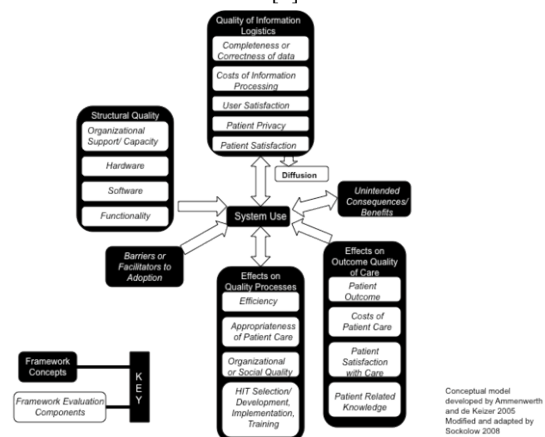 Quality of Information
Logistics
Completeness or
Correctness of data
Costs of Information
Processing
User Satisfaction
Patient Privacy
Patient Satisfaction
Diffusion
Structural Quality
Organizational
Support/ Capacity
Hardware
Software
Functionality
System Use
Unintended
Consequences/
Benefits
Barriers or
Facilitators to
Adoption
Effects on
Quality Processes
Efficiency
Appropriateness
of Patient Care
Organizational
or Social Quality
HIT Selection/
Development,
Implementation,
Training
Effects on
Outcome Quality
of Care
Patient
Outcome
Costs of
Patient Care
Patient
Satisfaction
with Care
Patient Related
Knowledge
Framework
Concepts
Framework Evaluation
Components
K
E
Y
Conceptual model
developed by Ammenwerth
and de Keizer 2005
Modified and adapted by
Sockolow 2008